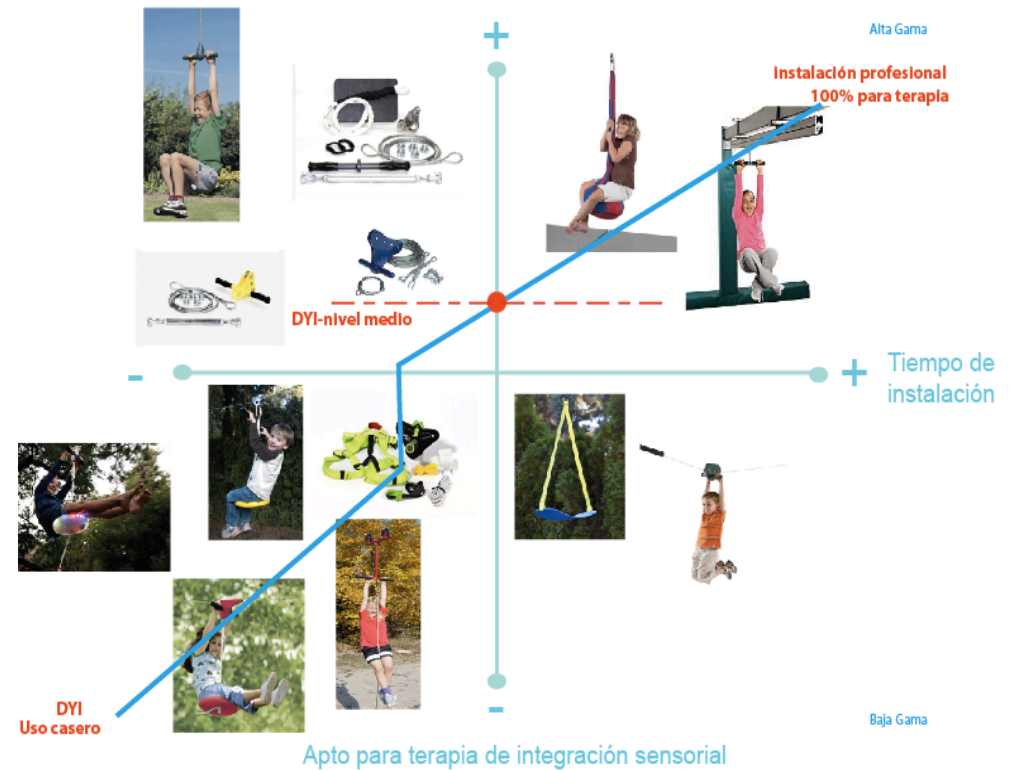 +
Alta Gama
instalación profesional
100% para terapia
DYI-nivel medio
-
+
Tiempo de
instalación
DYI
Uso casero
-
Baja Gama
Apto para terapia de integración sensorial